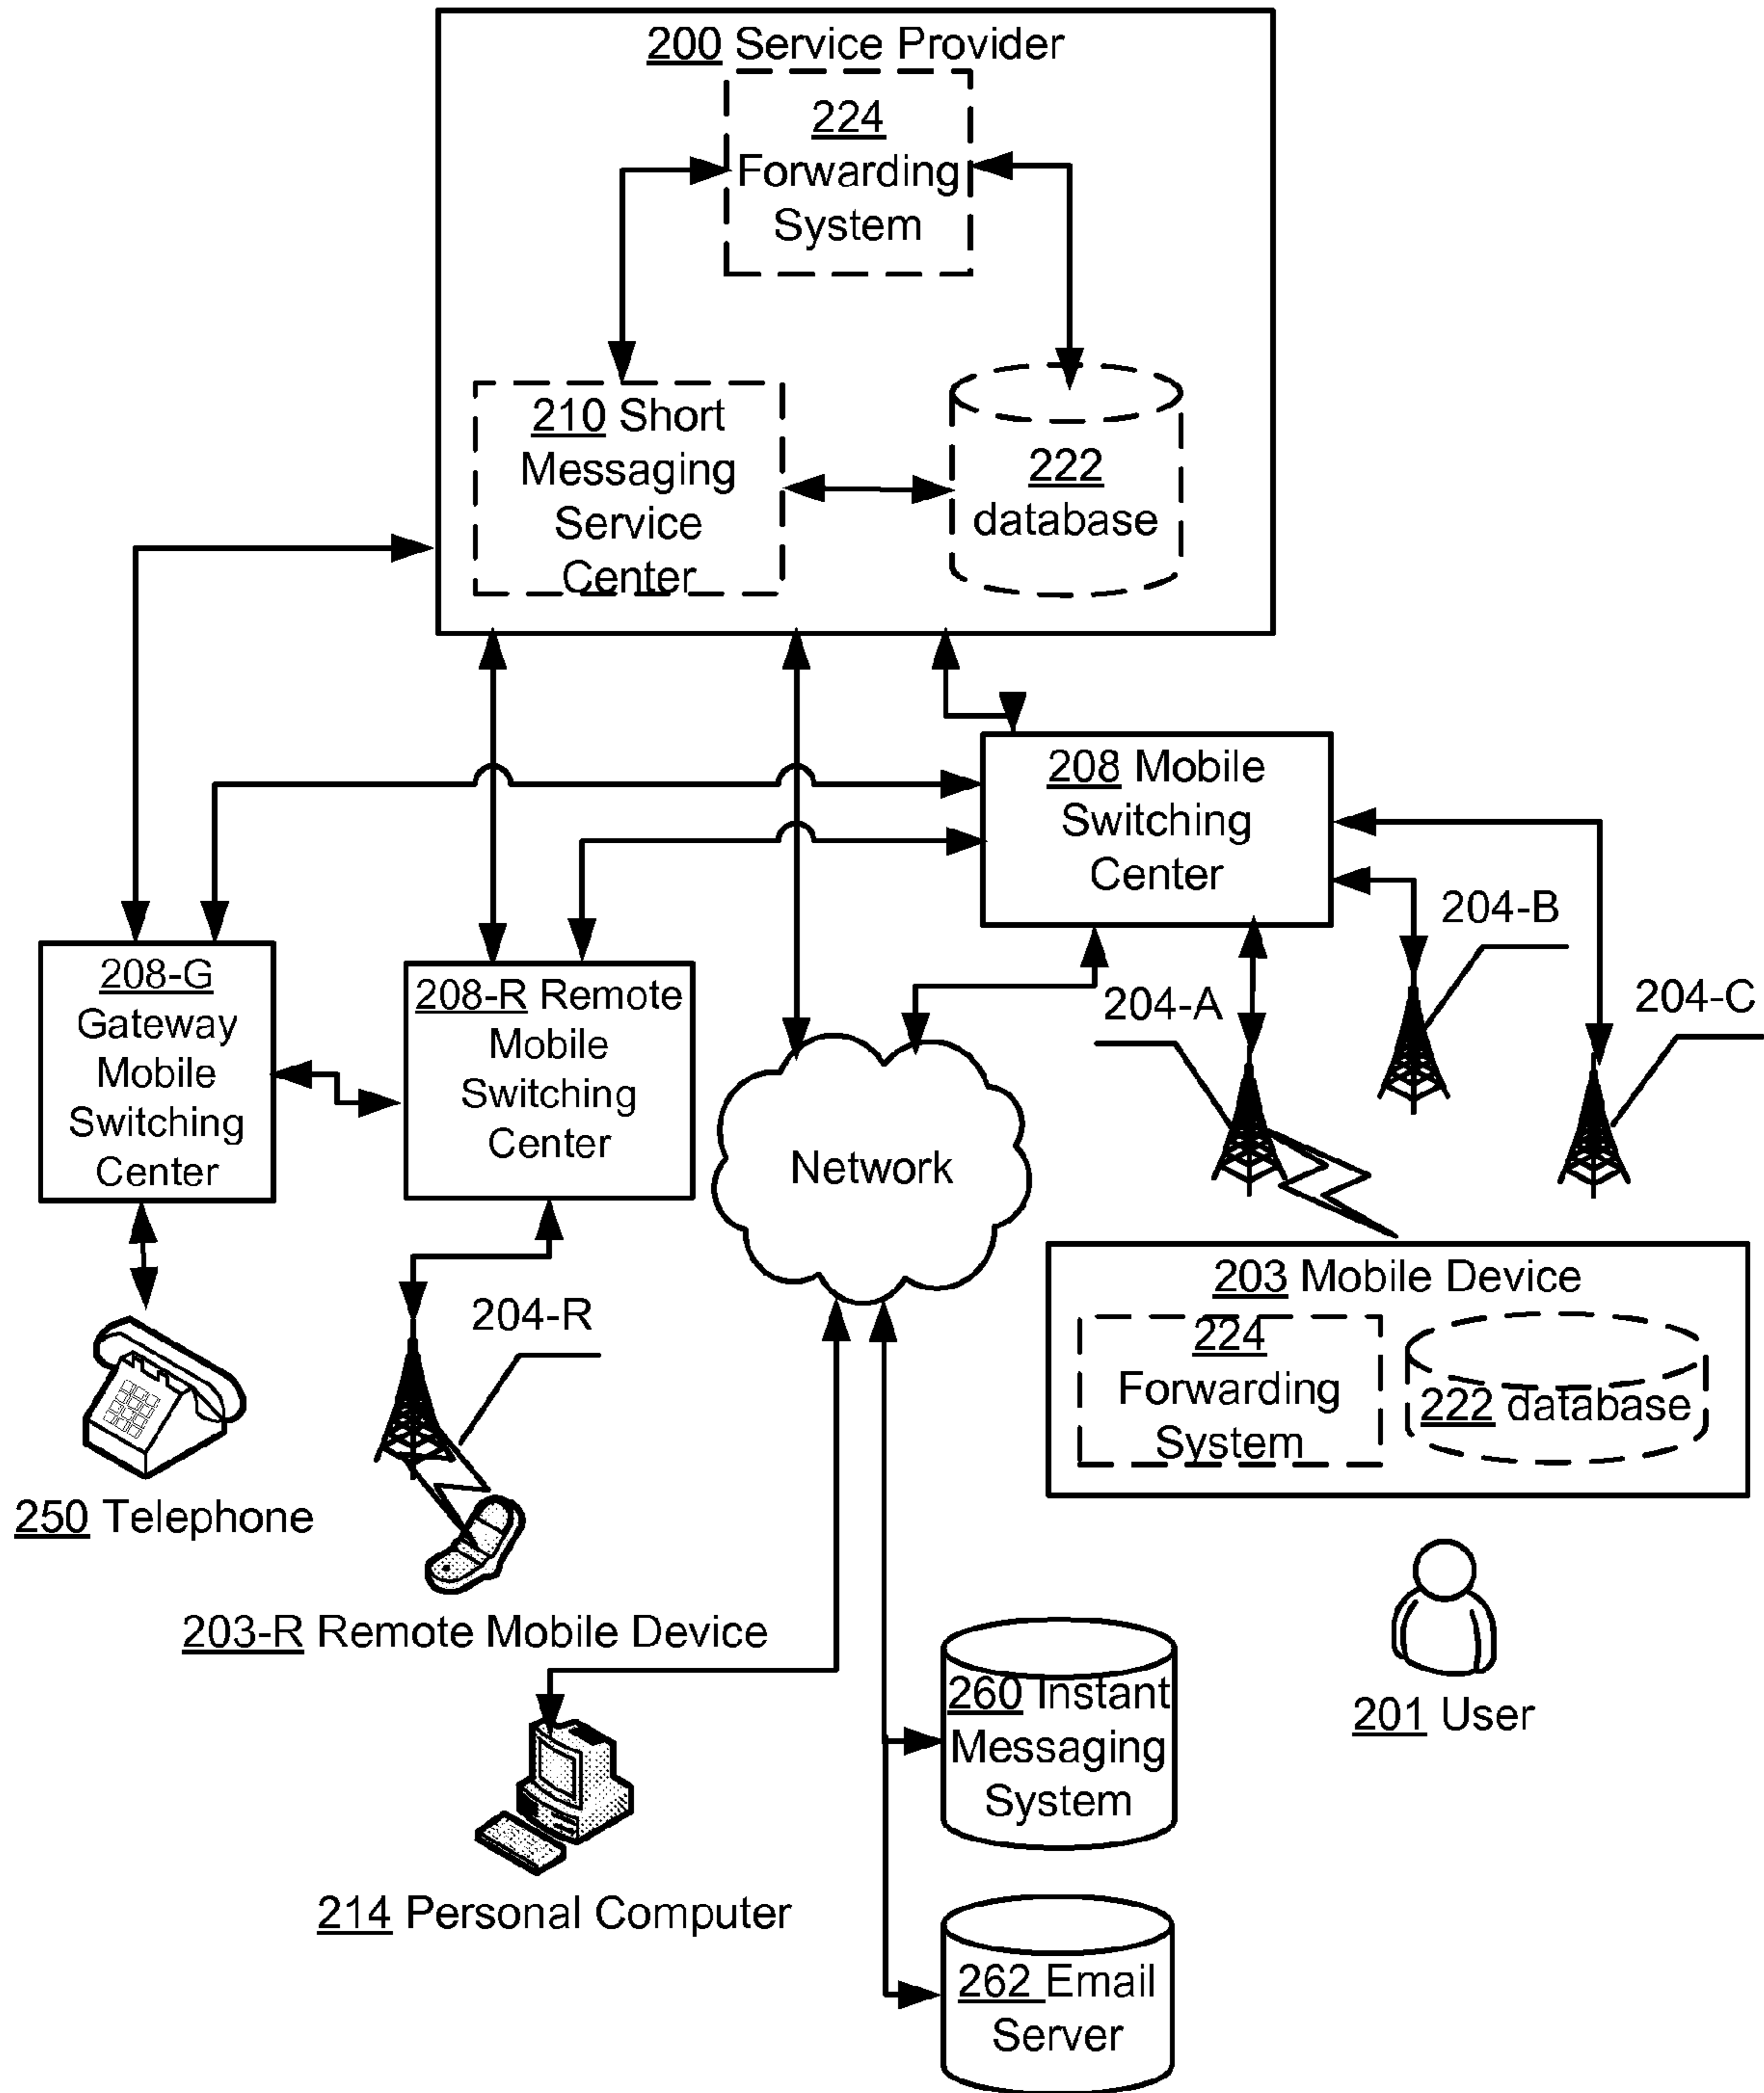 200 Service Provider
224
Forwarding
System
210 Short
Messaging
Service
Center
222
database
208 Mobile
Switching
Center
204-B
204-A
204-C
208-G
Gateway
Mobile
Switching
Center
208-R Remote
Mobile
Switching
Center
Network
203 Mobile Device
224
Forwarding
System
222 database
204-R
250 Telephone
203-R Remote Mobile Device
201 User
260 Instant
Messaging
System
214 Personal Computer
262 Email
Server